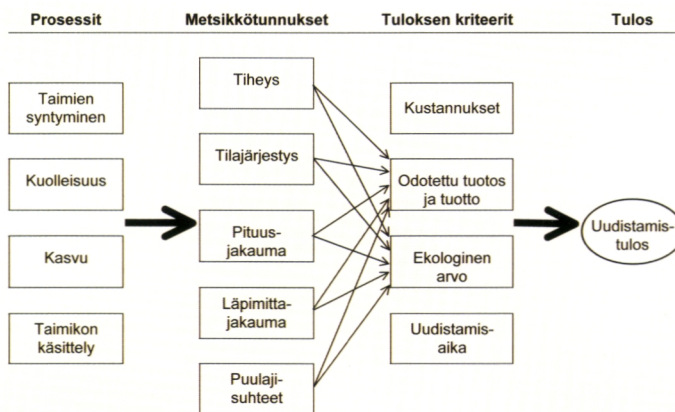 Prosessit
Metsikkötunnukset
Tuloksen kriteerit
Tulos
Taimien
syntyminen
Kuolleisuus
Kasvu
Taimikon
käsittely
Tiheys
Tilajärjestys
Pituus-
jakauma
Läpimitta-
jakauma
Puulaji-
suhteet
Kustannukset
Odotettu tuotos
ja tuotto
Ekologinen
arvo
Uudistamis-
aika
Uudistamis-
tulos